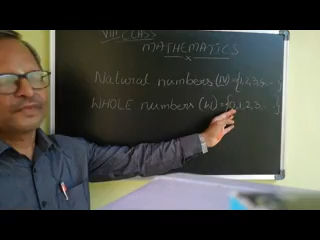 VIII CLASS
MATHEMATICS
Natural numbers (N) = {1,2,3,.. }
WHOLE numbers (W) = {0,1,2,3,.. }